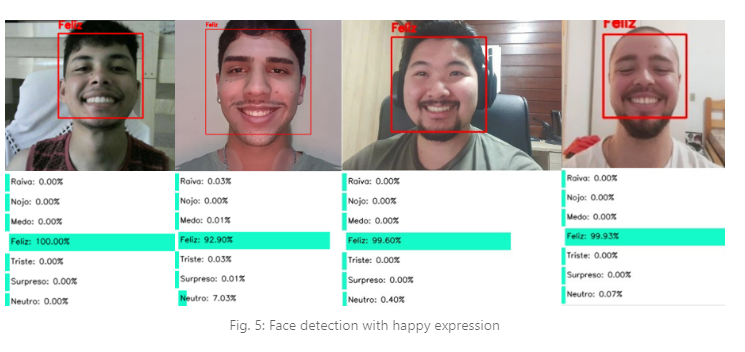 Feliz
Raiva: 0.00%
Nojo: 0.00%
Medo: 0.00%
Feliz: 100.00%
Triste: 0.00%
Surpreso: 0.00%
Neutro: 0.00%
Feliz
Raiva: 0.03%
Nojo: 0.00%
Medo: 0.01%
Feliz: 92.90%
Triste: 0.03%
Surpreso: 0.01%
Neutro: 7.03%
Feliz
Raiva: 0.00%
Nojo: 0.00%
Medo: 0.00%
Feliz: 99.60%
Triste: 0.00%
Surpreso: 0.00%
Neutro: 0.40%
Feliz
Raiva: 0.00%
Nojo: 0.00%
Medo: 0.00%
Feliz: 99.93%
Triste: 0.00%
Surpreso: 0.00%
Neutro: 0.07%
Fig. 5: Face detection with happy expression